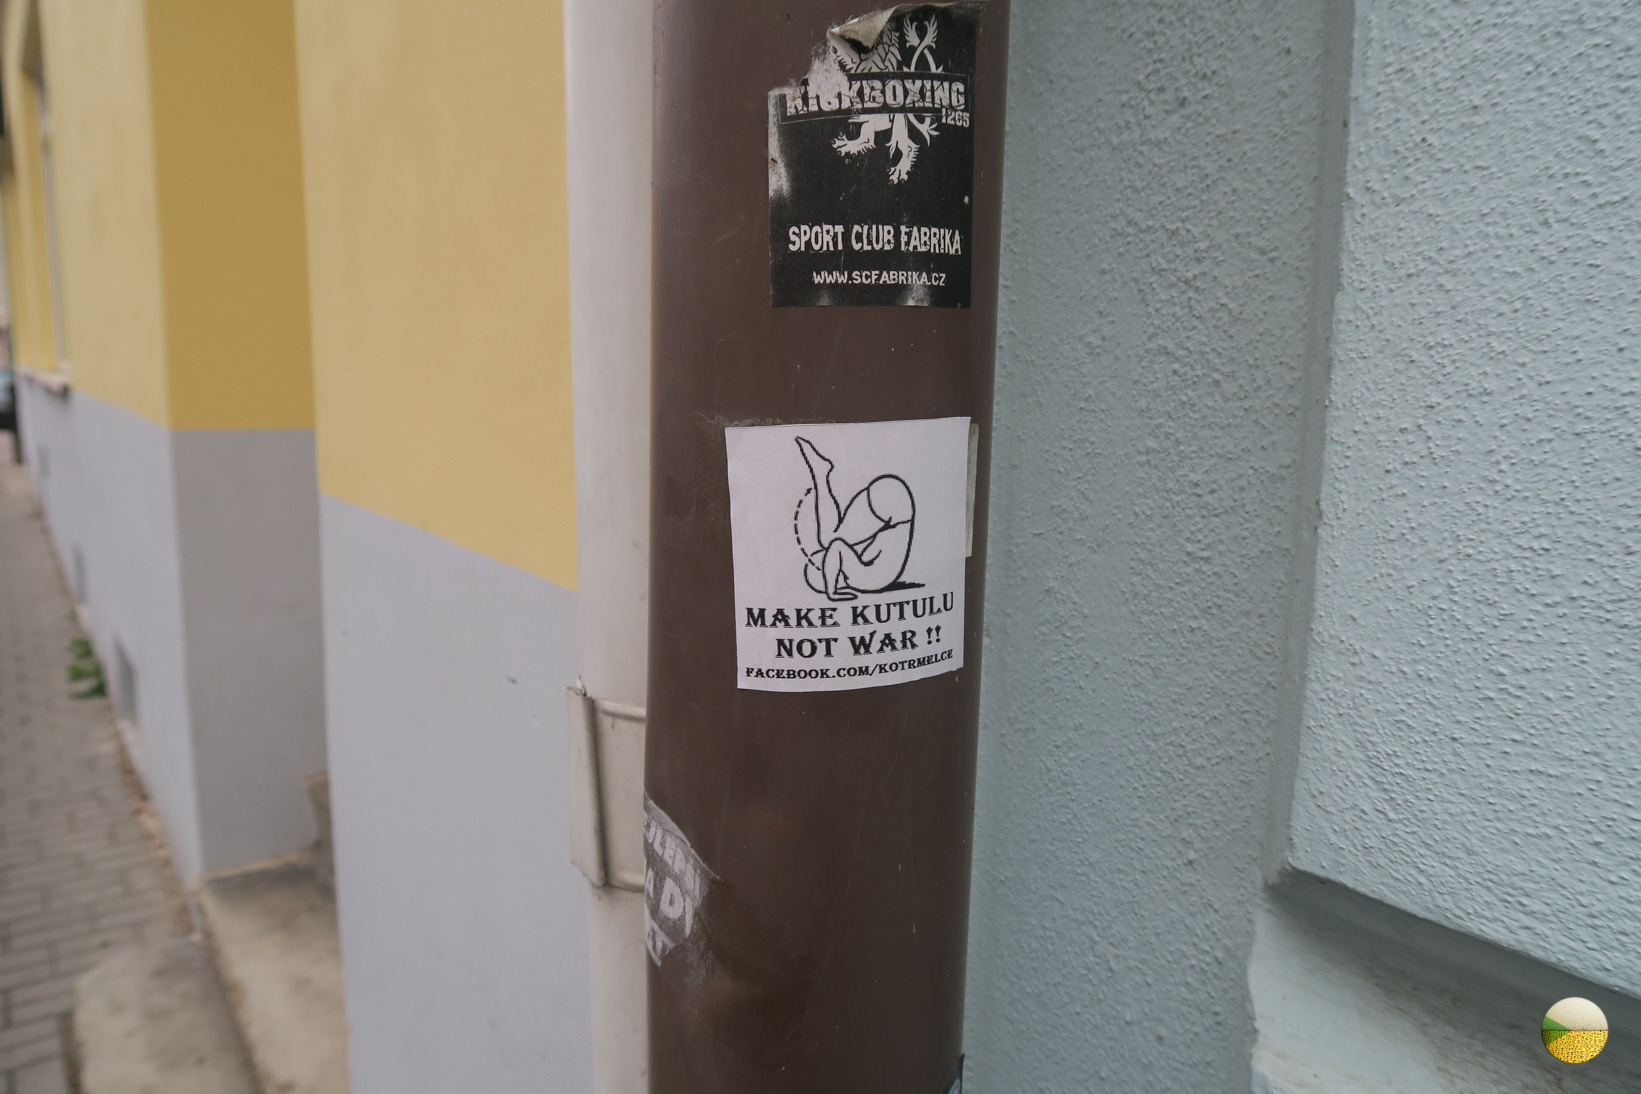 KICKBOXING
1265
SPORT CLUB FABRIKA
WWW.SCFABRIKA.CZ
MAKE KUTULU
NOT WAR !!
FACEBOOK.COM/KOTRMELCE